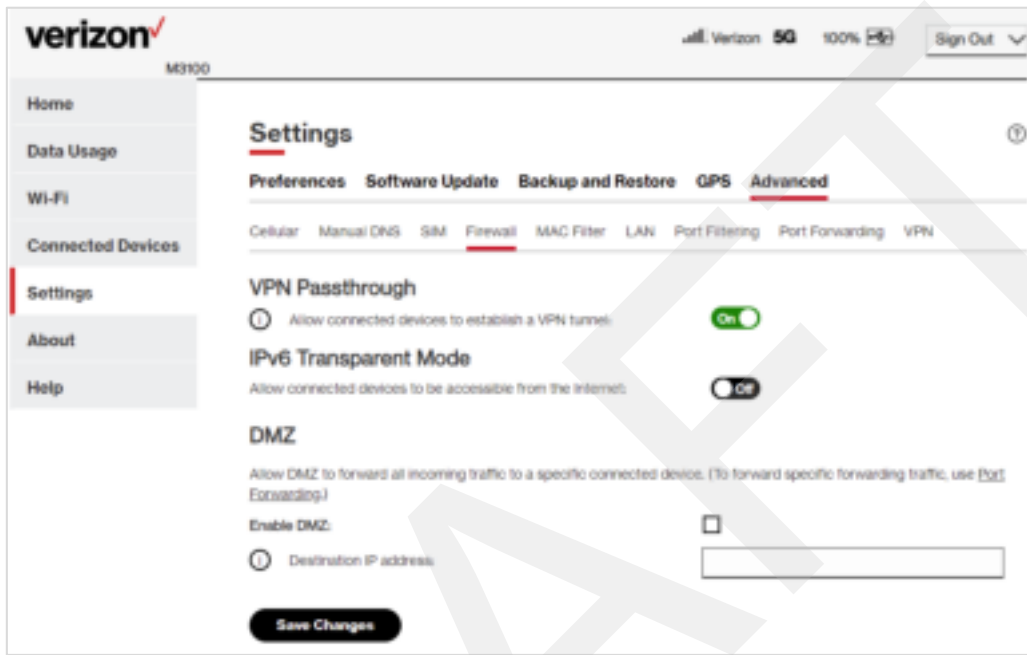 verizon
Verizon 5G 100% Sign Out
M3100
Home
Data Usage
Wi-Fi
Connected Devices
Settings
About
Help
Settings
Preferences Software Update Backup and Restore GPS Advanced
Cellular Manual DNS SIM Firewall MAC Filter LAN Port Filtering Port Forwarding VPN
VPN Passthrough
Allow connected devices to establish a VPN tunnel:
On
IPv6 Transparent Mode
Allow connected devices to be accessible from the Internet:
Off
DMZ
Allow DMZ to forward all incoming traffic to a specific connected device. (To forward specific forwarding traffic, use Port
Forwarding.)
Enable DMZ:
Destination IP address:
Save Changes